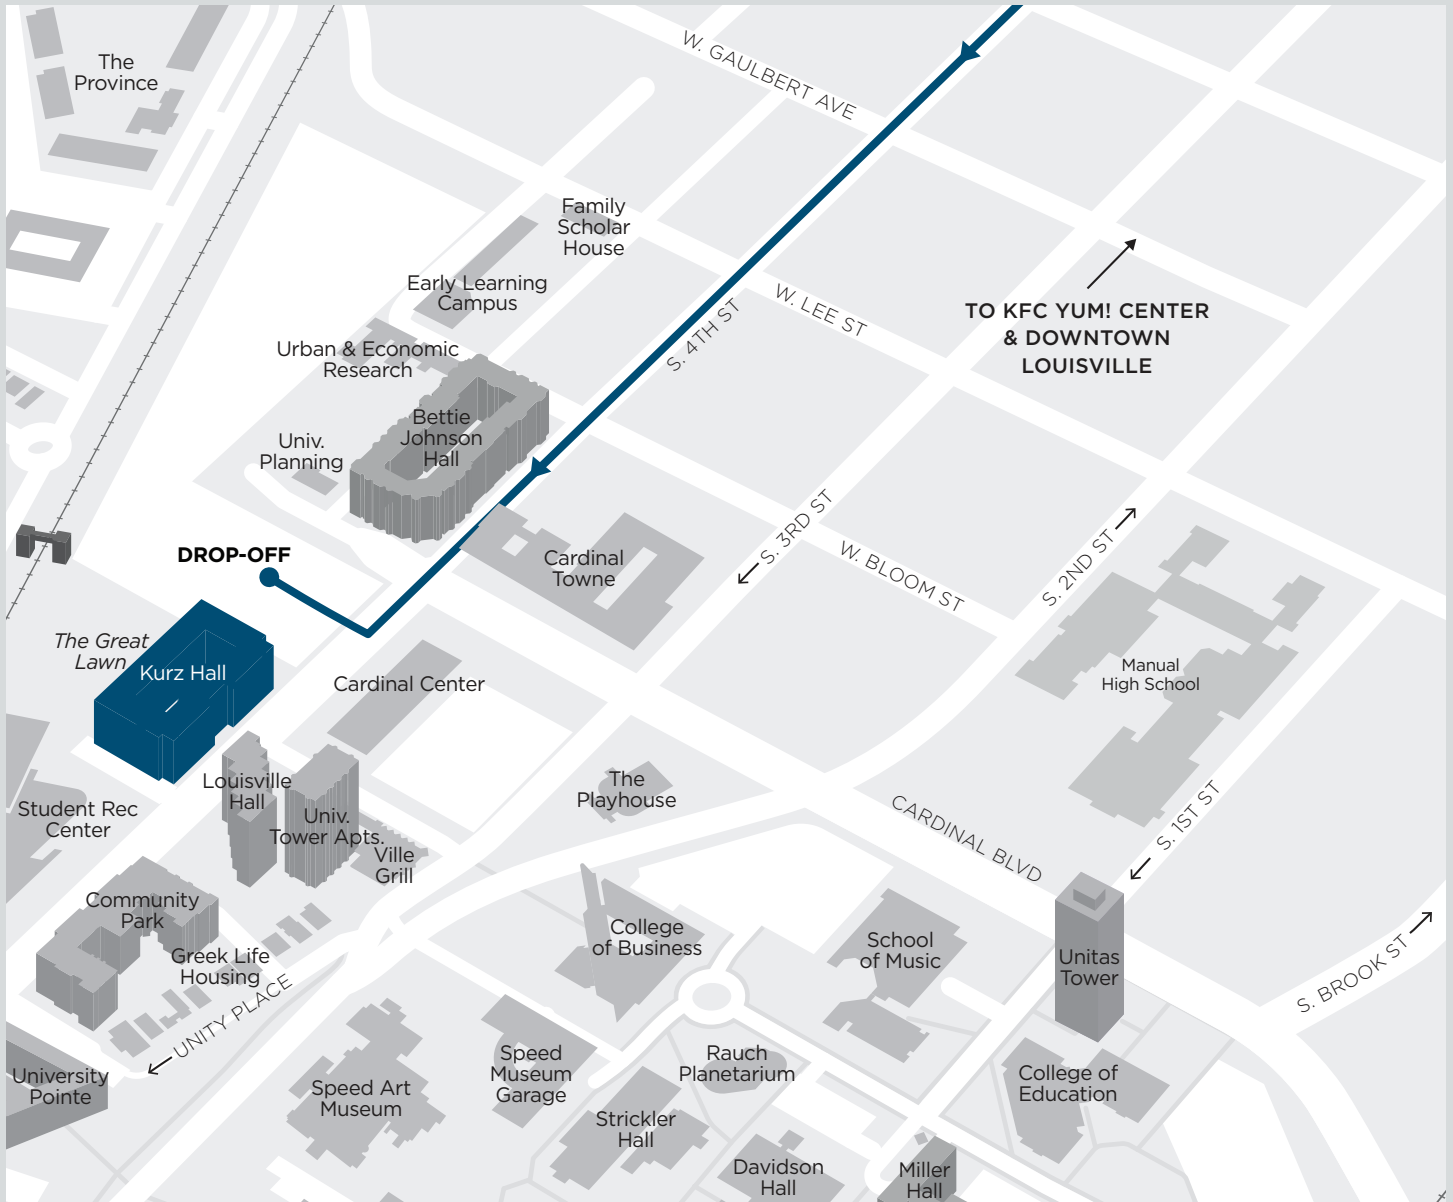 The
Province
W. GAULBERT AVE
Family
Scholar
House
Early Learning
Campus
W. LEE ST
TO KFC YUM! CENTER
& DOWNTOWN
LOUISVILLE
S. 4TH ST
Urban & Economic
Research
Bettie
Johnson
Hall
Univ.
Planning
S. 3RD ST
W. BLOOM ST
S. 2ND ST
DROP-OFF
Cardinal
Towne
The Great
Lawn
Kurz Hall
Cardinal Center
Manual
High School
Louisville
Hall
Univ.
Tower Apts.
The
Playhouse
Student Rec
Center
Ville
Grill
CARDINAL BLVD
S. 1ST ST
Community
Park
Greek Life
Housing
College
of Business
School
of Music
Unitas
Tower
S. BROOK ST
UNITY PLACE
University
Pointe
Speed Art
Museum
Speed
Museum
Garage
Rauch
Planetarium
College of
Education
Strickler
Hall
Davidson
Hall
Miller
Hall